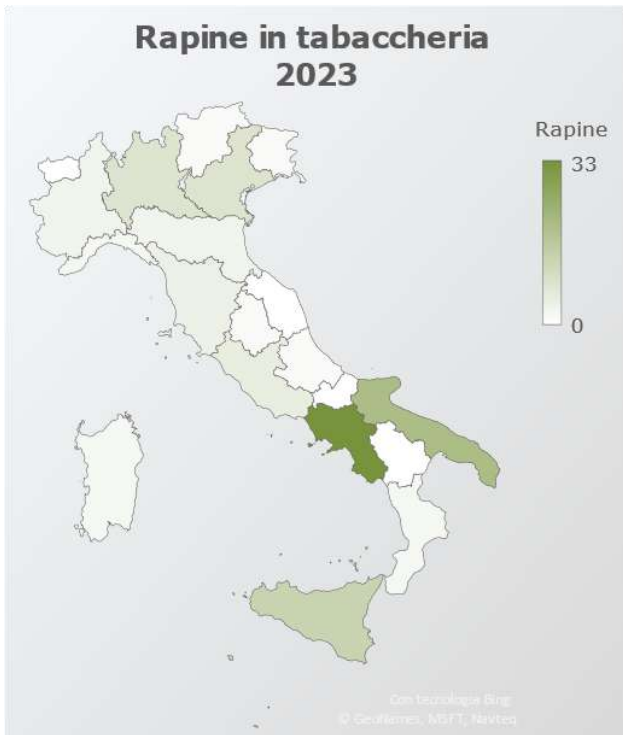 Rapine in tabaccheria
2023
Rapine
33
0
Con tecnologia Bing
© GeoNames, MSFT, Navteq